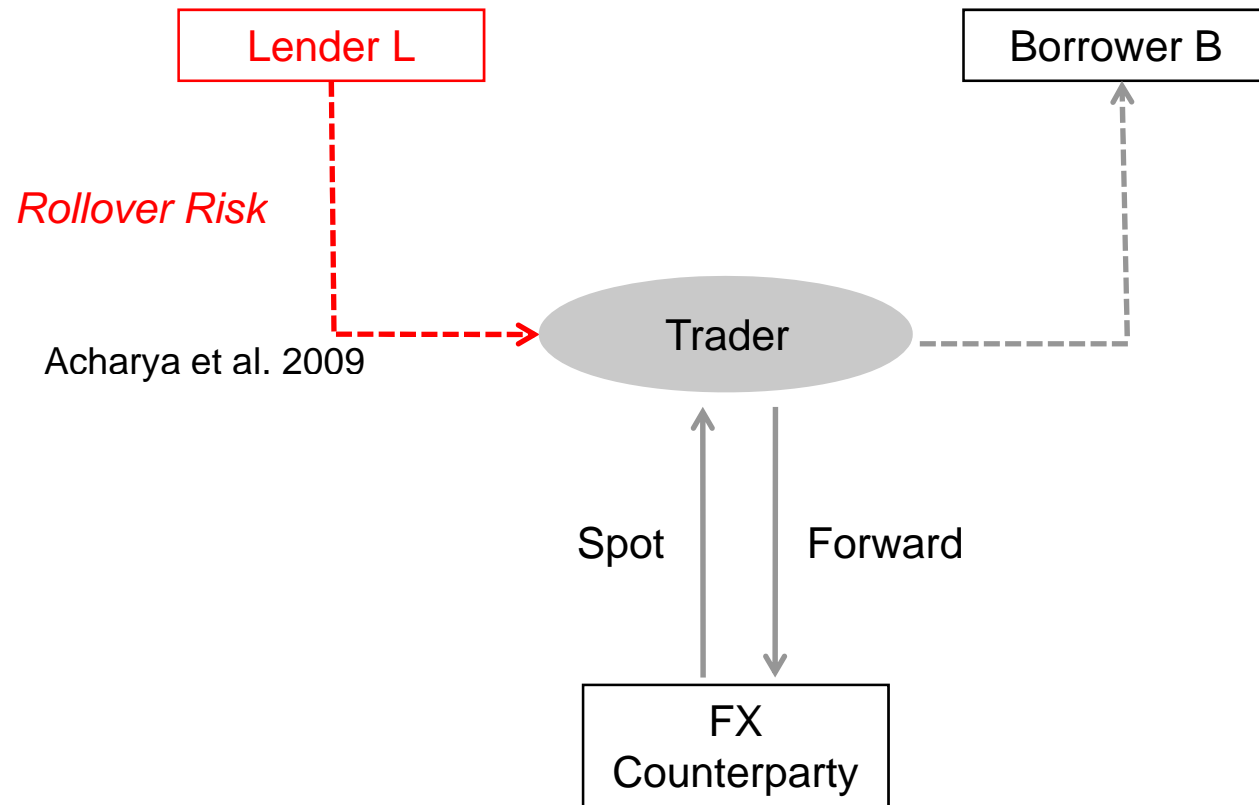 Lender L
Borrower B
Rollover Risk
Trader
Acharya et al. 2009
Spot
Forward
FX
Counterparty